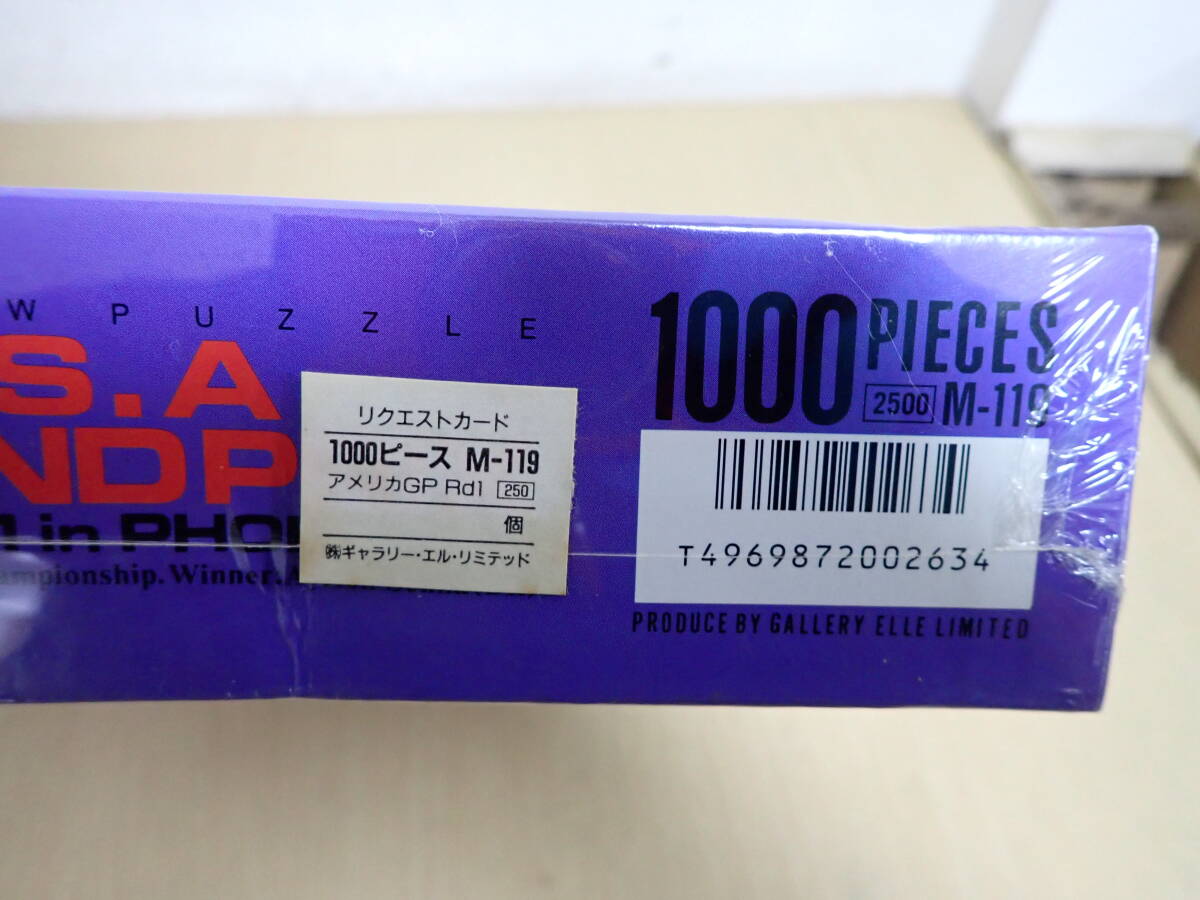 W PUZZLE
S.A
NDP
in PHO
ampionship. Winner.
リクエストカード
1000ピース M-119
アメリカGP Rd1 250
個
㈱ギャラリー・エル・リミテッド
1000 PIECES
2500 M-119
T4969872002634
PRODUCE BY GALLERY ELLE LIMITED